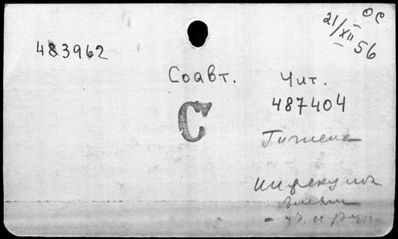 21/XII 56
ОС
483962
Соавт. Чит.
487404
С
Гигиена